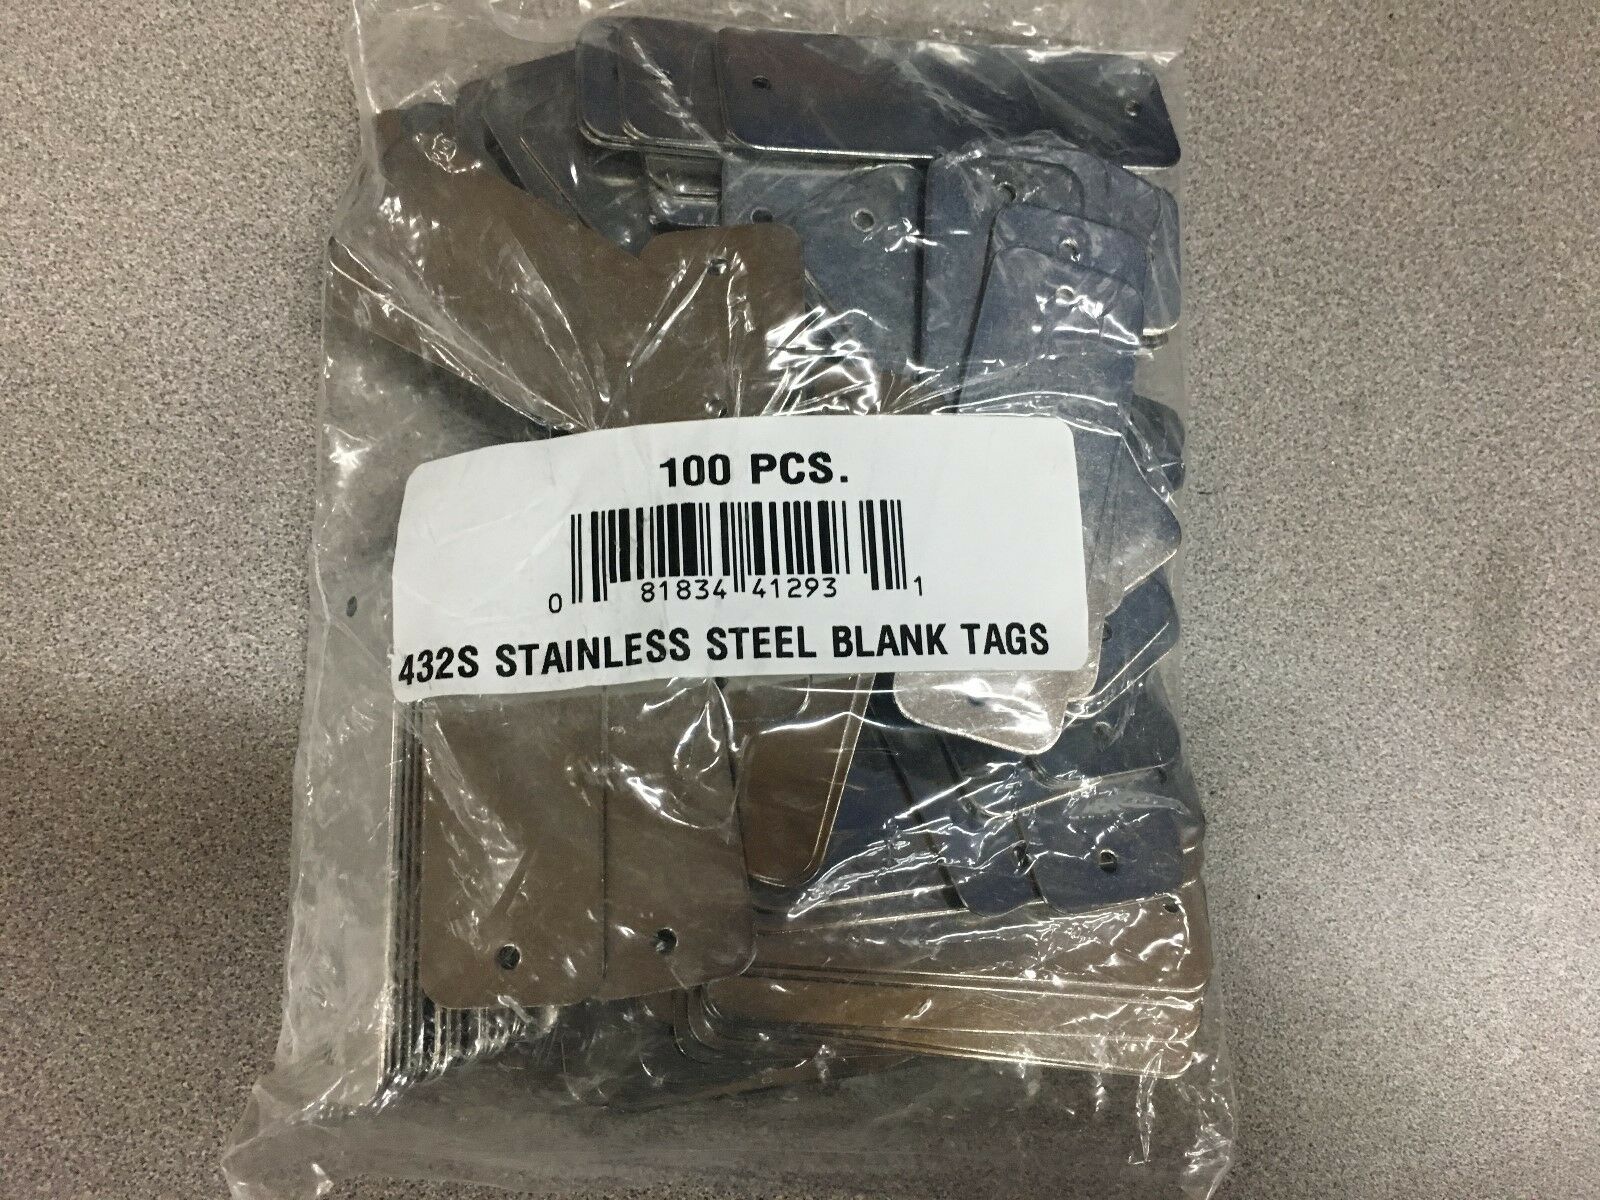 100 PCS.
0 81834 41293 1
432S STAINLESS STEEL BLANK TAGS